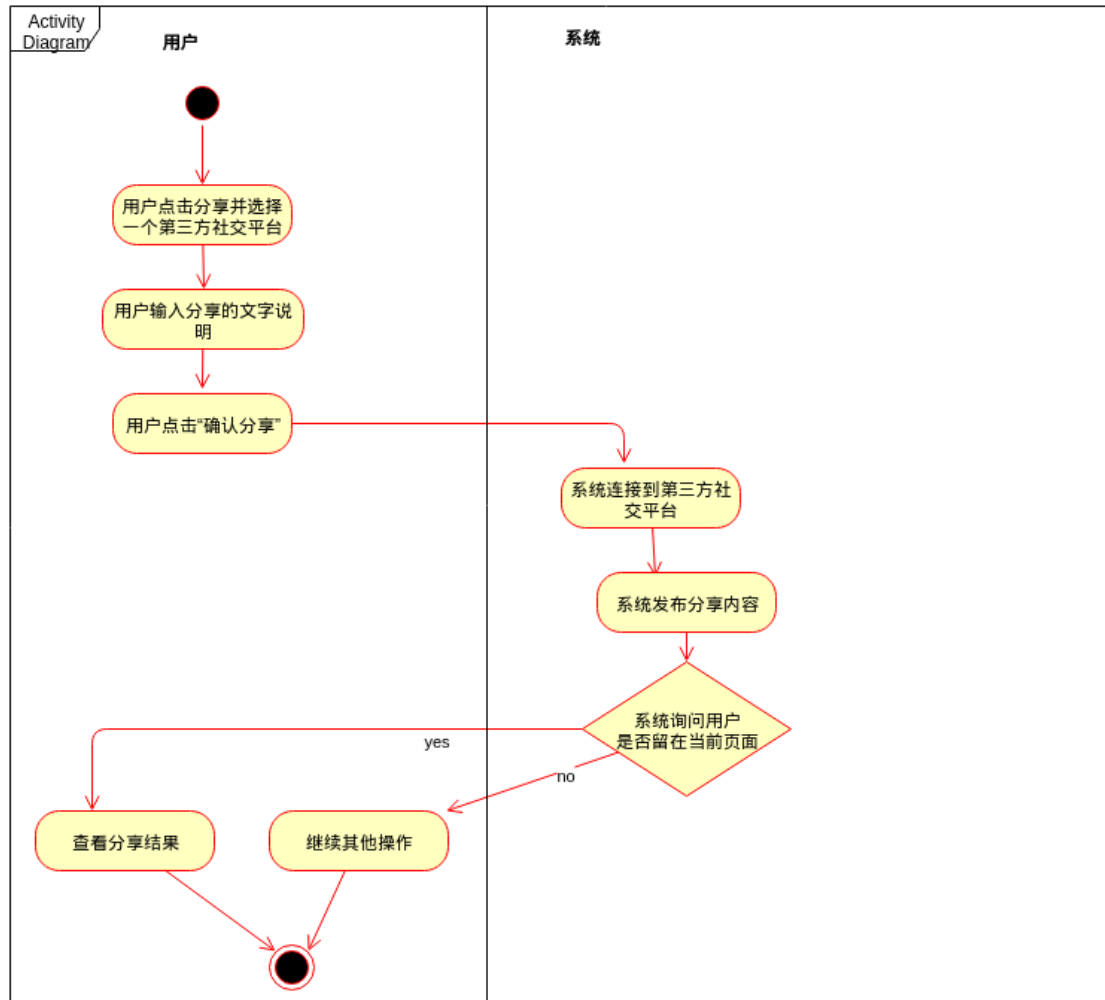 Activity
Diagram
用户
系统
用户点击分享并选择
一个第三方社交平台
用户输入分享的文字说
明
用户点击“确认分享”
系统连接到第三方社
交平台
系统发布分享内容
系统询问用户
是否留在当前页面
yes
no
查看分享结果
继续其他操作